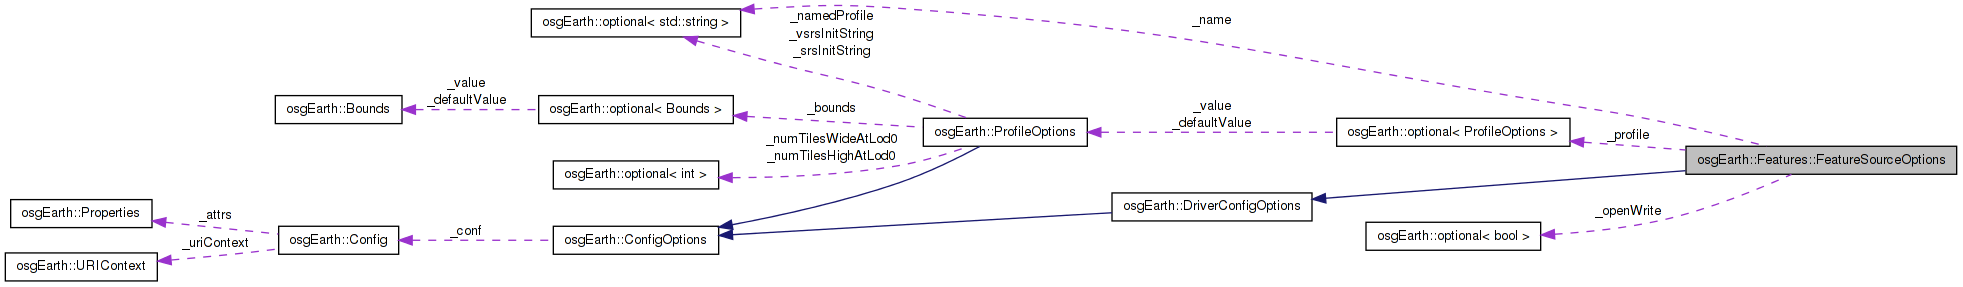 osgEarth::optional< std::string >
_namedProfile
_vsrsInitString
_srsInitString
_name
_value
_defaultValue
osgEarth::Bounds
osgEarth::optional< Bounds >
_bounds
osgEarth::ProfileOptions
_value
_defaultValue
osgEarth::optional< ProfileOptions >
_profile
osgEarth::Features::FeatureSourceOptions
_numTilesWideAtLod0
_numTilesHighAtLod0
osgEarth::optional< int >
osgEarth::DriverConfigOptions
_openWrite
osgEarth::optional< bool >
osgEarth::Properties
_attrs
_uriContext
osgEarth::Config
_conf
osgEarth::ConfigOptions
osgEarth::URIContext